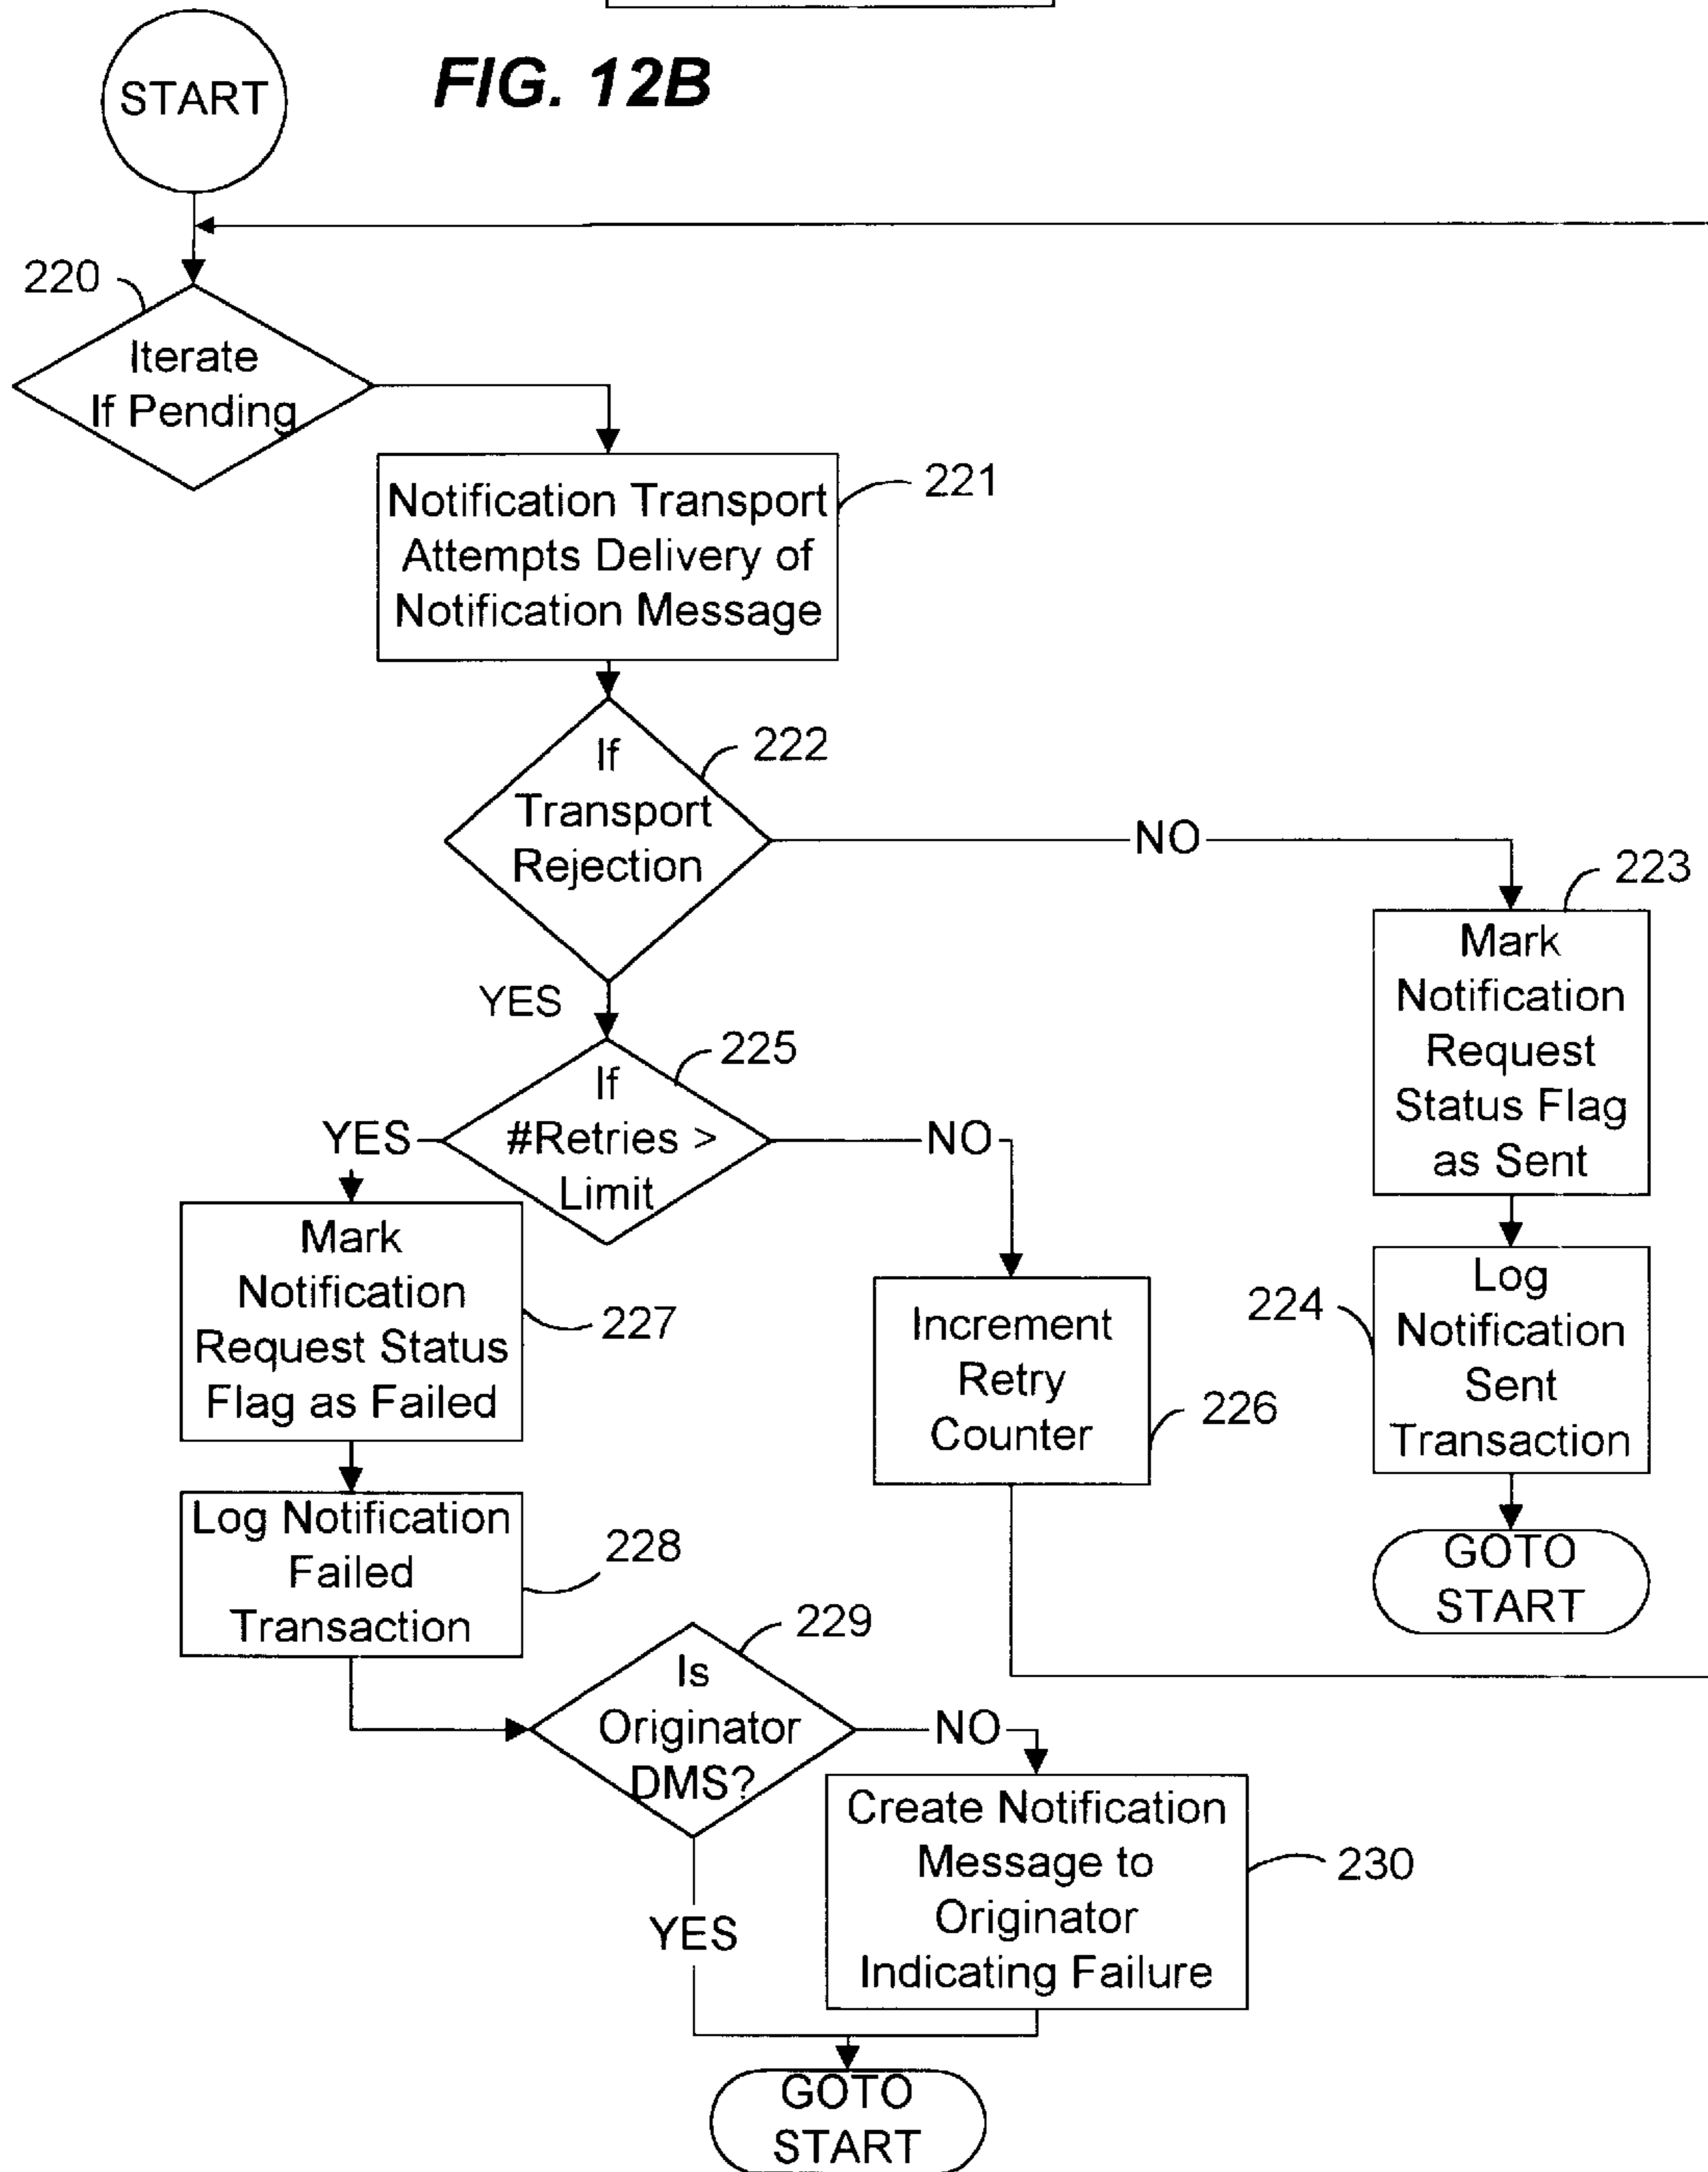 START
FIG. 12B
220
Iterate
If Pending
Notification Transport
Attempts Delivery of
Notification Message
221
If
Transport
Rejection
222
NO
YES
223
Mark
Notification
Request
Status Flag
as Sent
If
#Retries >
Limit
225
YES
NO
Mark
Notification
Request Status
Flag as Failed
227
Increment
Retry
Counter
226
224
Log
Notification
Sent
Transaction
GOTO
START
Log Notification
Failed
Transaction
228
Is
Originator
DMS?
229
NO
YES
Create Notification
Message to
Originator
Indicating Failure
230
GOTO
START